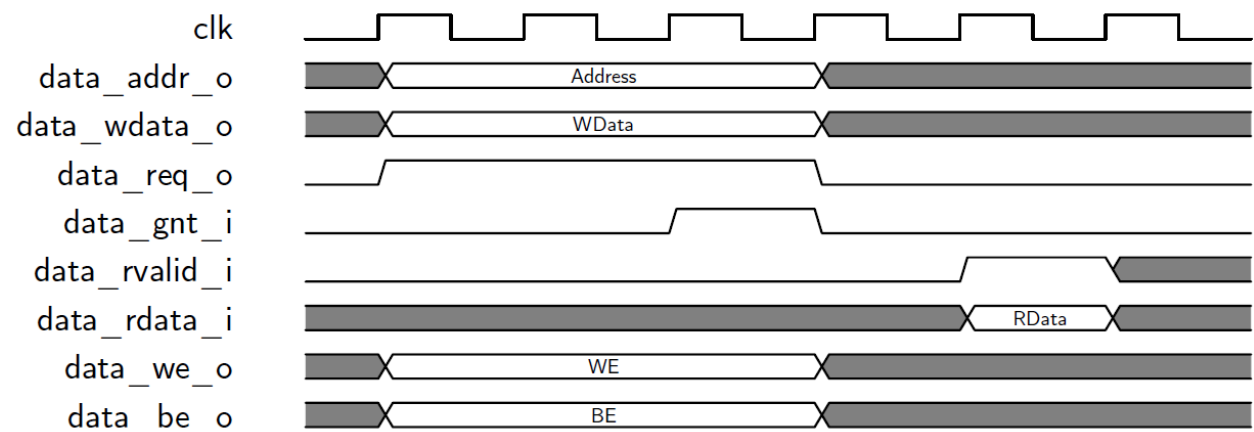 clk
data_addr_o Address
data_wdata_o WData
data_req_o
data_gnt_i
data_rvalid_i
data_rdata_i RData
data_we_o WE
data_be_o BE